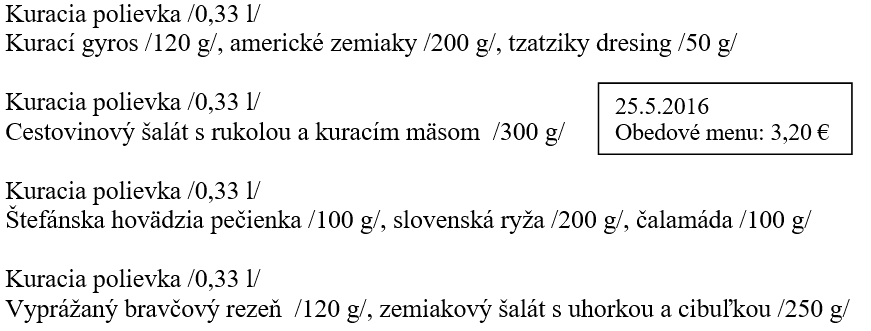 Kuracia polievka /0,33 l/
Kurací gyros /120 g/, americké zemiaky /200 g/, tzatziky dresing /50 g/
Kuracia polievka /0,33 l/
Cestovinový šalát s rukolou a kuracím mäsom  /300 g/
25.5.2016
Obedové menu: 3,20 €
Kuracia polievka /0,33 l/
Štefánska hovädzia pečienka /100 g/, slovenská ryža /200 g/, čalamáda /100 g/
Kuracia polievka /0,33 l/
Vyprážaný bravčový rezeň  /120 g/, zemiakový šalát s uhorkou a cibuľkou /250 g/